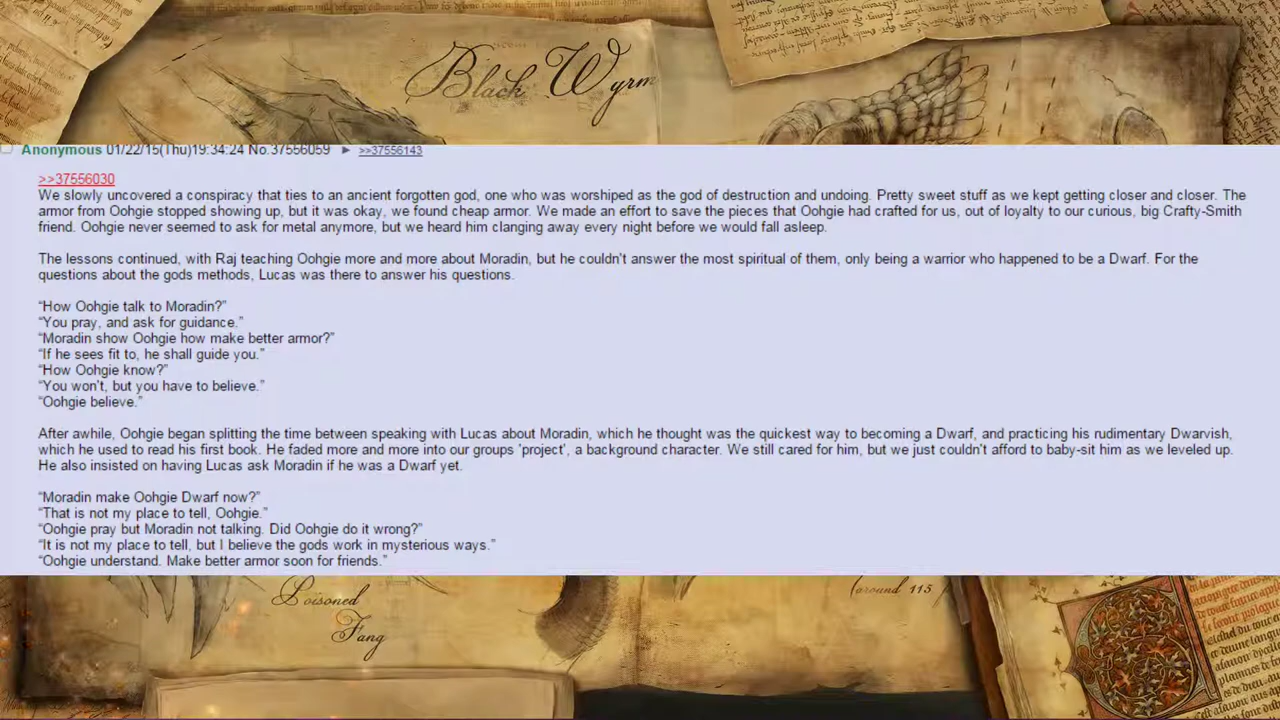 Black Wyrm
Anonymous 01/22/15(Thu)19:34:24 No.37556059 ▶ >>37556143
>>37556030
We slowly uncovered a conspiracy that ties to an ancient forgotten god, one who was worshiped as the god of destruction and undoing. Pretty sweet stuff as we kept getting closer and closer. The
armor from Oohgie stopped showing up, but it was okay, we found cheap armor. We made an effort to save the pieces that Oohgie had crafted for us, out of loyalty to our curious, big Crafty-Smith
friend. Oohgie never seemed to ask for metal anymore, but we heard him clanging away every night before we would fall asleep.
The lessons continued, with Raj teaching Oohgie more and more about Moradin, but he couldn't answer the most spiritual of them, only being a warrior who happened to be a Dwarf. For the
questions about the gods methods, Lucas was there to answer his questions.
“How Oohgie talk to Moradin?”
“You pray, and ask for guidance.”
“Moradin show Oohgie how make better armor?”
“If he sees fit to, he shall guide you.”
“How Oohgie know?”
“You won't, but you have to believe.”
“Oohgie believe.”
After awhile, Oohgie began splitting the time between speaking with Lucas about Moradin, which he thought was the quickest way to becoming a Dwarf, and practicing his rudimentary Dwarvish,
which he used to read his first book. He faded more and more into our groups 'project', a background character. We still cared for him, but we just couldn't afford to baby-sit him as we leveled up.
He also insisted on having Lucas ask Moradin if he was a Dwarf yet.
“Moradin make Oohgie Dwarf now?”
“That is not my place to tell, Oohgie.”
“Oohgie pray but Moradin not talking. Did Oohgie do it wrong?”
“It is not my place to tell, but I believe the gods work in mysterious ways.”
“Oohgie understand. Make better armor soon for friends.”
Poisoned
Fang
(around 115